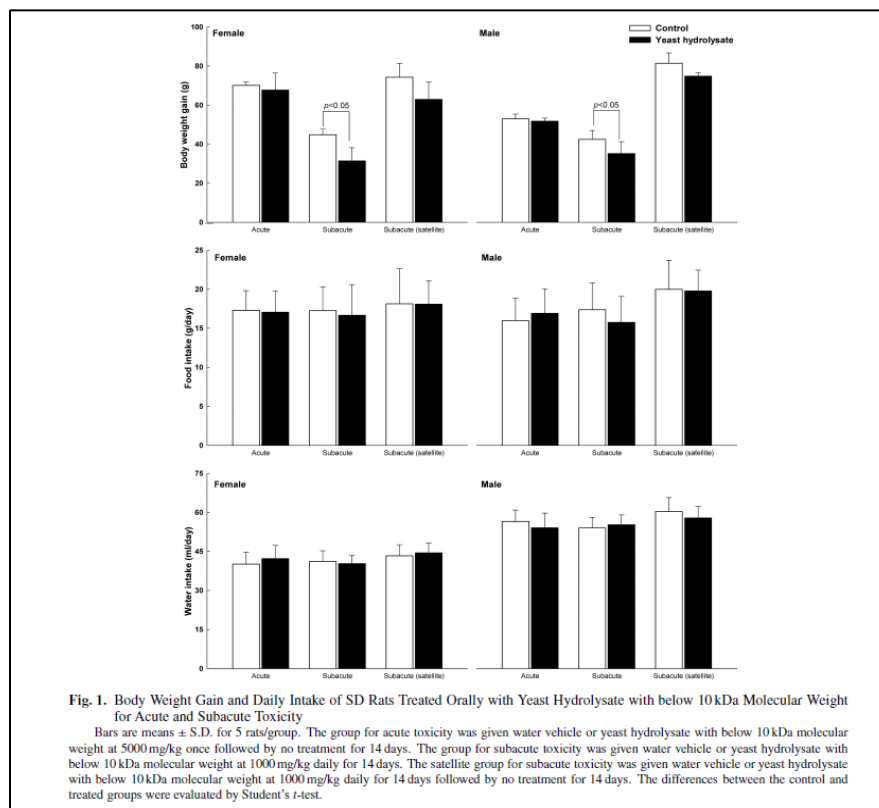 Female
Male
Control
Yeast hydrolysate
Body weight gain (g)
100
80
60
40
20
0
p<0.05
p<0.05
Acute
Subacute
Subacute (satellite)
Acute
Subacute
Subacute (satellite)
Female
Male
Food intake (g/day)
25
20
15
10
5
0
Acute
Subacute
Subacute (satellite)
Acute
Subacute
Subacute (satellite)
Female
Male
Water intake (ml/day)
75
60
45
30
15
0
Acute
Subacute
Subacute (satellite)
Acute
Subacute
Subacute (satellite)
Fig. 1. Body Weight Gain and Daily Intake of SD Rats Treated Orally with Yeast Hydrolysate with below 10 kDa Molecular Weight
for Acute and Subacute Toxicity
Bars are means ± S.D. for 5 rats/group. The group for acute toxicity was given water vehicle or yeast hydrolysate with below 10 kDa molecular
weight at 5000 mg/kg once followed by no treatment for 14 days. The group for subacute toxicity was given water vehicle or yeast hydrolysate with
below 10 kDa molecular weight at 1000 mg/kg daily for 14 days. The satellite group for subacute toxicity was given water vehicle or yeast hydrolysate
with below 10 kDa molecular weight at 1000 mg/kg daily for 14 days followed by no treatment for 14 days. The differences between the control and
treated groups were evaluated by Student's t-test.